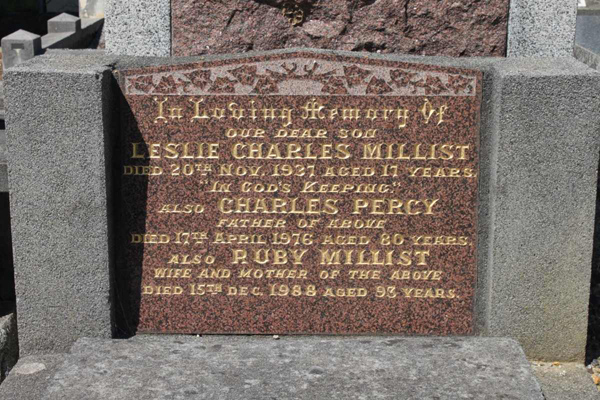 In Loving Memory Of
OUR DEAR SON
LESLIE CHARLES MILLIST
DIED 20TH NOV. 1937 AGED 17 YEARS.
"IN GOD'S KEEPING."
ALSO CHARLES PERCY
FATHER OF ABOVE
DIED 17TH APRIL 1976 AGED 80 YEARS.
ALSO RUBY MILLIST
WIFE AND MOTHER OF THE ABOVE
DIED 15TH DEC. 1988 AGED 93 YEARS.